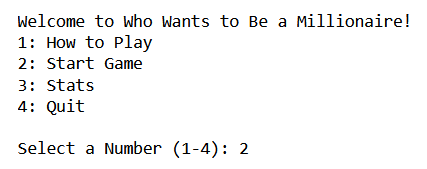 Welcome to Who Wants to Be a Millionaire!
1: How to Play
2: Start Game
3: Stats
4: Quit
Select a Number (1-4): 2